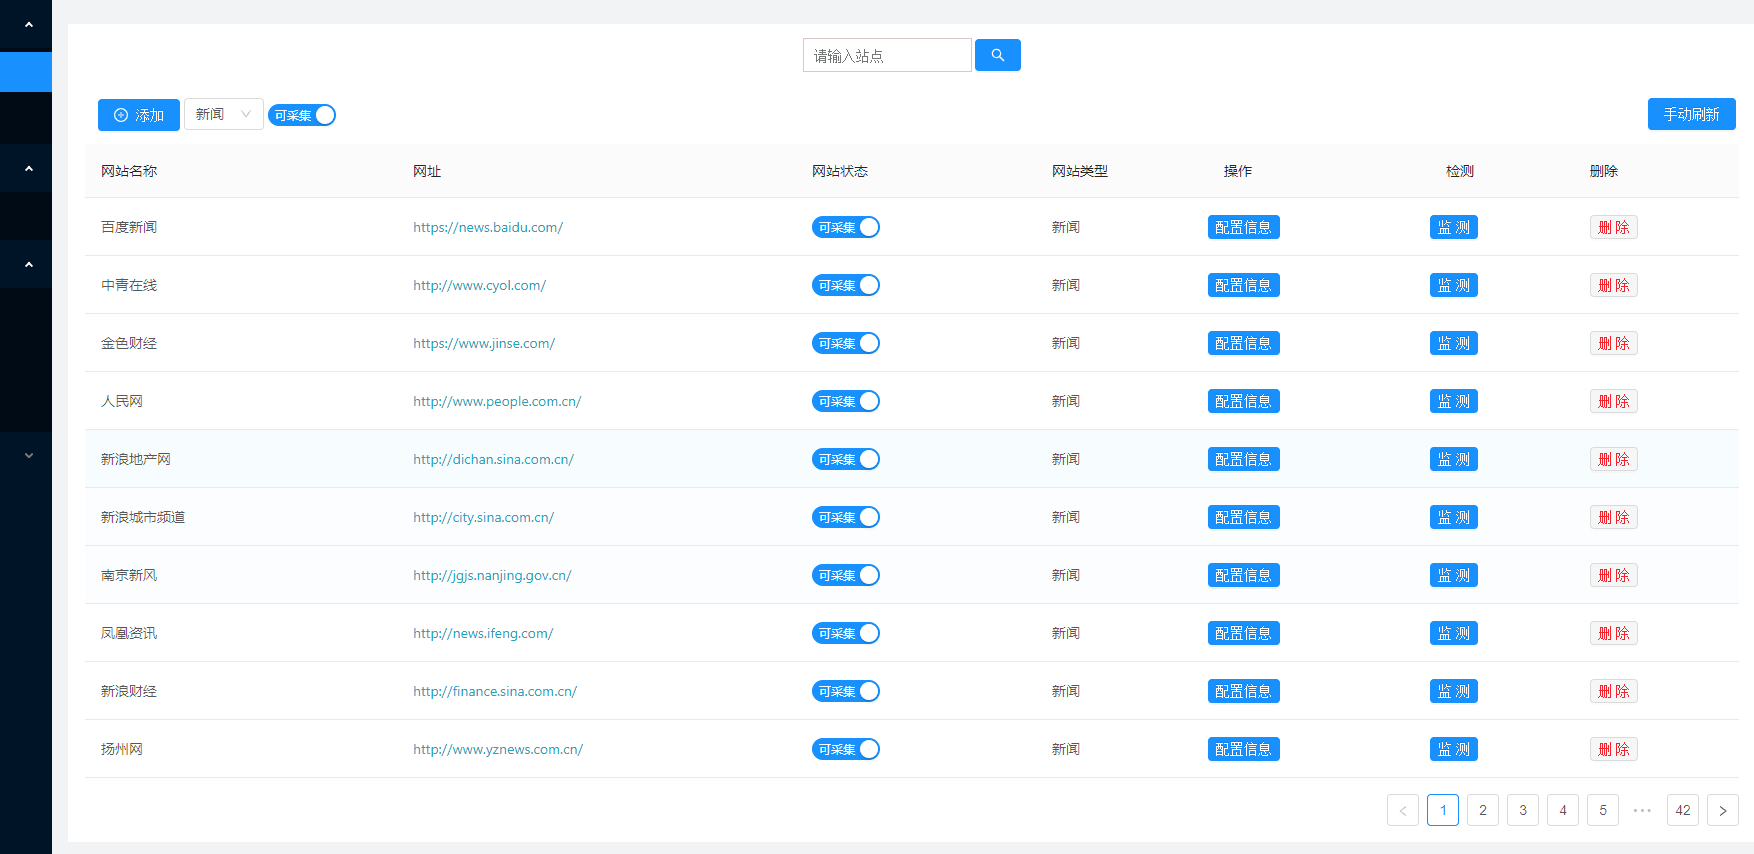 请输入站点
添加 新闻 可采集 手动刷新
网站名称 网址 网站状态 网站类型 操作 检测 删除
百度新闻 https://news.baidu.com/ 可采集 新闻 配置信息 监 测 删 除
中青在线 http://www.cyol.com/ 可采集 新闻 配置信息 监 测 删 除
金色财经 https://www.jinse.com/ 可采集 新闻 配置信息 监 测 删 除
人民网 http://www.people.com.cn/ 可采集 新闻 配置信息 监 测 删 除
新浪地产网 http://dichan.sina.com.cn/ 可采集 新闻 配置信息 监 测 删 除
新浪城市频道 http://city.sina.com.cn/ 可采集 新闻 配置信息 监 测 删 除
南京新风 http://jgjs.nanjing.gov.cn/ 可采集 新闻 配置信息 监 测 删 除
凤凰资讯 http://news.ifeng.com/ 可采集 新闻 配置信息 监 测 删 除
新浪财经 http://finance.sina.com.cn/ 可采集 新闻 配置信息 监 测 删 除
扬州网 http://www.yznews.com.cn/ 可采集 新闻 配置信息 监 测 删 除
< 1 2 3 4 5 ••• 42 >